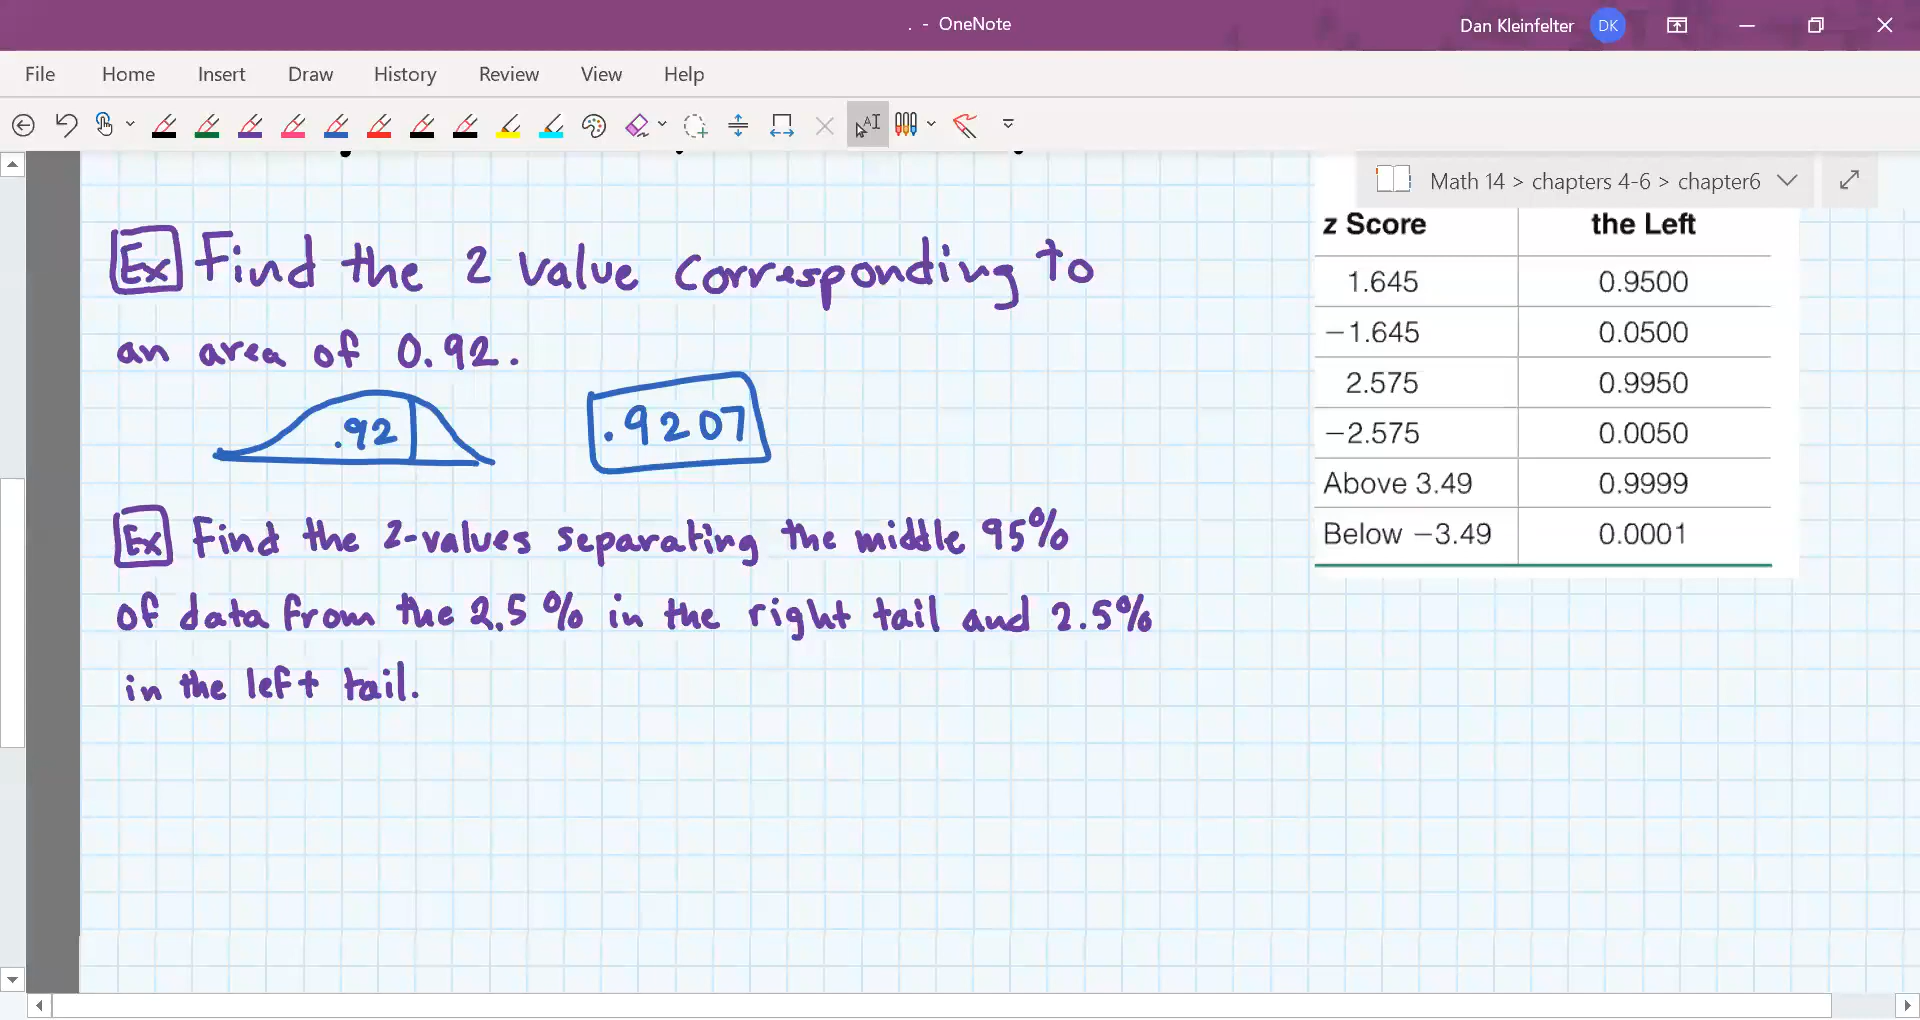 . - OneNote
Dan Kleinfelter DK
File Home Insert Draw History Review View Help
Math 14 > chapters 4-6 > chapter6
Ex Find the z value corresponding to
an area of 0.92.
.92
.9207
Ex Find the z-values separating the middle 95%
of data from the 2.5% in the right tail and 2.5%
in the left tail.
z Score the Left
1.645 0.9500
−1.645 0.0500
2.575 0.9950
−2.575 0.0050
Above 3.49 0.9999
Below −3.49 0.0001